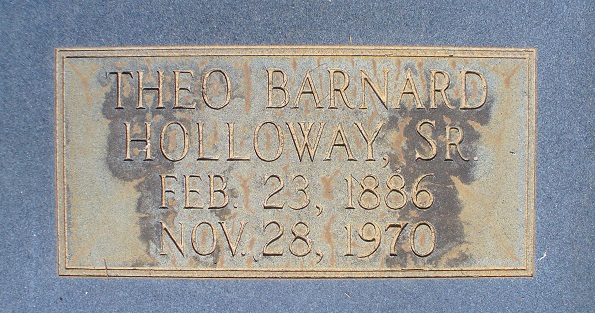 THEO BARNARD
HOLLOWAY, SR.
FEB. 23, 1886
NOV. 28, 1970